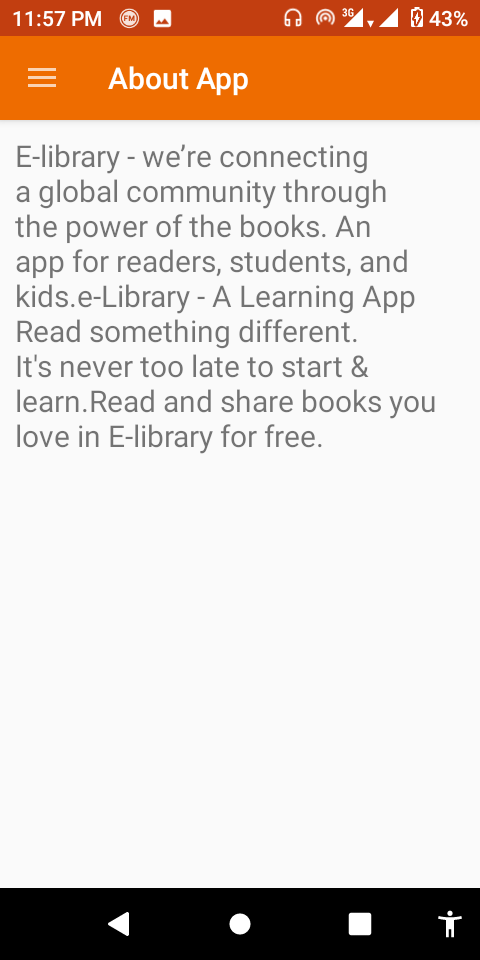 11:57 PM FM 3G 43%
About App
E-library - we’re connecting
a global community through
the power of the books. An
app for readers, students, and
kids.e-Library - A Learning App
Read something different.
It's never too late to start &
learn.Read and share books you
love in E-library for free.